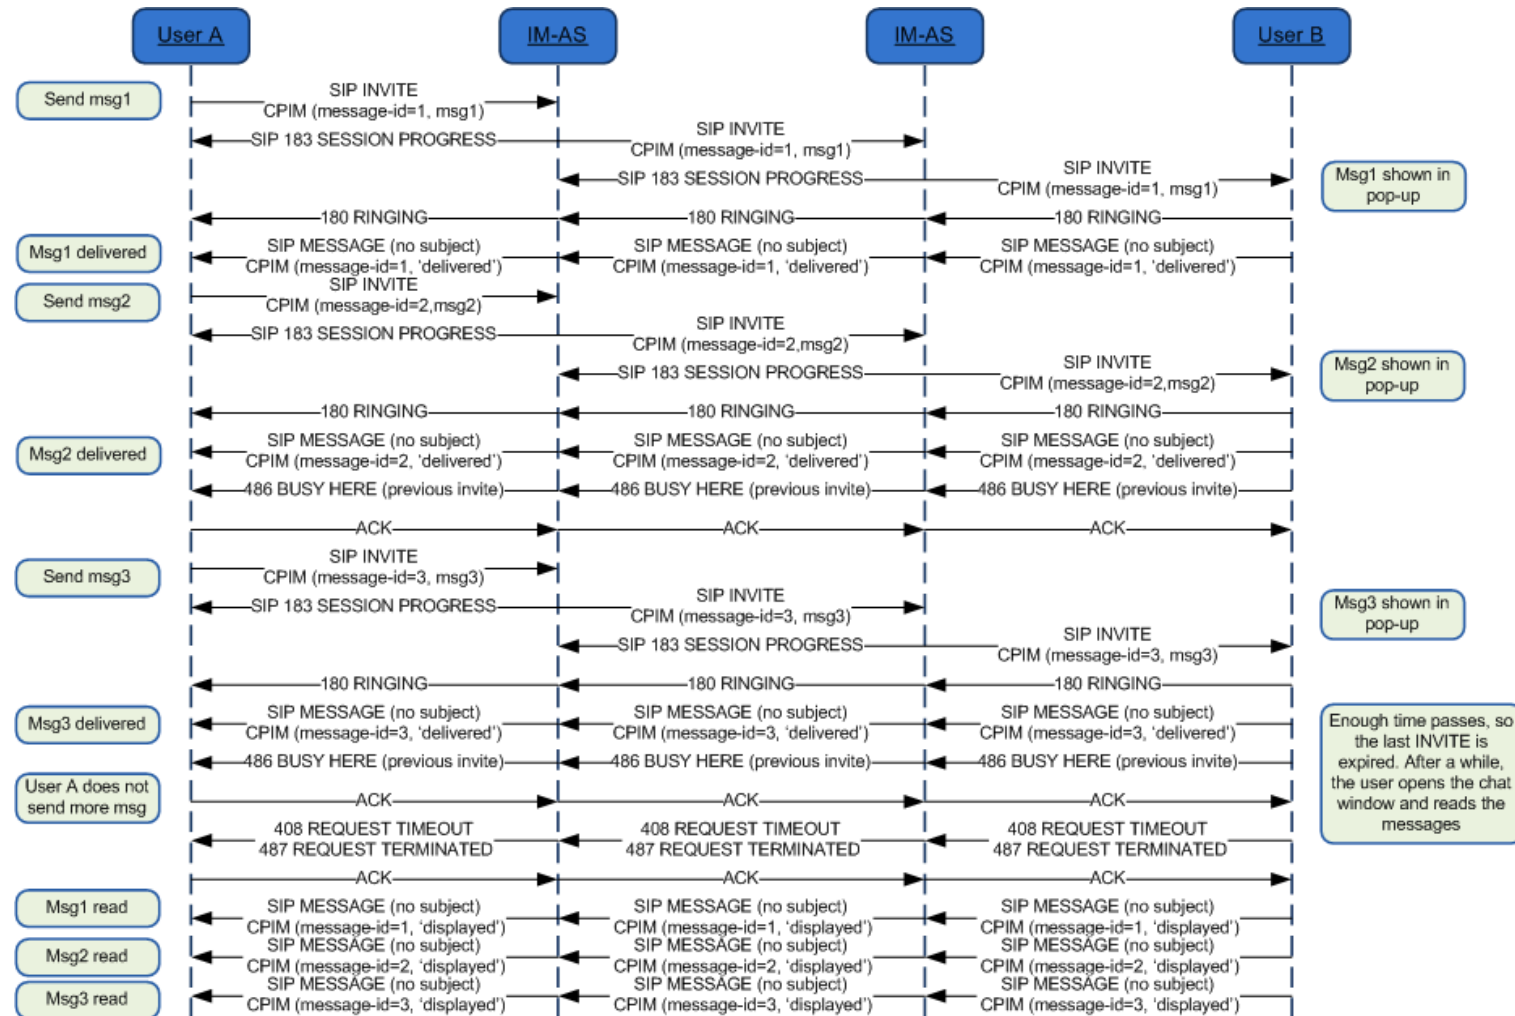 User A
IM-AS
IM-AS
User B
Send msg1
SIP INVITE
CPIM (message-id=1, msg1)
SIP 183 SESSION PROGRESS
SIP INVITE
CPIM (message-id=1, msg1)
SIP 183 SESSION PROGRESS
SIP INVITE
CPIM (message-id=1, msg1)
Msg1 shown in
pop-up
180 RINGING
180 RINGING
180 RINGING
Msg1 delivered
SIP MESSAGE (no subject)
CPIM (message-id=1, ‘delivered’)
SIP MESSAGE (no subject)
CPIM (message-id=1, ‘delivered’)
SIP MESSAGE (no subject)
CPIM (message-id=1, ‘delivered’)
Send msg2
SIP INVITE
CPIM (message-id=2,msg2)
SIP 183 SESSION PROGRESS
SIP INVITE
CPIM (message-id=2,msg2)
SIP 183 SESSION PROGRESS
SIP INVITE
CPIM (message-id=2,msg2)
Msg2 shown in
pop-up
180 RINGING
180 RINGING
180 RINGING
Msg2 delivered
SIP MESSAGE (no subject)
CPIM (message-id=2, ‘delivered’)
SIP MESSAGE (no subject)
CPIM (message-id=2, ‘delivered’)
SIP MESSAGE (no subject)
CPIM (message-id=2, ‘delivered’)
486 BUSY HERE (previous invite)
486 BUSY HERE (previous invite)
486 BUSY HERE (previous invite)
ACK
ACK
ACK
Send msg3
SIP INVITE
CPIM (message-id=3, msg3)
SIP 183 SESSION PROGRESS
SIP INVITE
CPIM (message-id=3, msg3)
SIP 183 SESSION PROGRESS
SIP INVITE
CPIM (message-id=3, msg3)
Msg3 shown in
pop-up
180 RINGING
180 RINGING
180 RINGING
Msg3 delivered
SIP MESSAGE (no subject)
CPIM (message-id=3, ‘delivered’)
SIP MESSAGE (no subject)
CPIM (message-id=3, ‘delivered’)
SIP MESSAGE (no subject)
CPIM (message-id=3, ‘delivered’)
486 BUSY HERE (previous invite)
486 BUSY HERE (previous invite)
486 BUSY HERE (previous invite)
Enough time passes, so
the last INVITE is
expired. After a while,
the user opens the chat
window and reads the
messages
User A does not
send more msg
ACK
ACK
ACK
408 REQUEST TIMEOUT
487 REQUEST TERMINATED
408 REQUEST TIMEOUT
487 REQUEST TERMINATED
408 REQUEST TIMEOUT
487 REQUEST TERMINATED
ACK
ACK
ACK
Msg1 read
SIP MESSAGE (no subject)
CPIM (message-id=1, ‘displayed’)
SIP MESSAGE (no subject)
CPIM (message-id=1, ‘displayed’)
SIP MESSAGE (no subject)
CPIM (message-id=1, ‘displayed’)
Msg2 read
SIP MESSAGE (no subject)
CPIM (message-id=2, ‘displayed’)
SIP MESSAGE (no subject)
CPIM (message-id=2, ‘displayed’)
SIP MESSAGE (no subject)
CPIM (message-id=2, ‘displayed’)
Msg3 read
SIP MESSAGE (no subject)
CPIM (message-id=3, ‘displayed’)
SIP MESSAGE (no subject)
CPIM (message-id=3, ‘displayed’)
SIP MESSAGE (no subject)
CPIM (message-id=3, ‘displayed’)